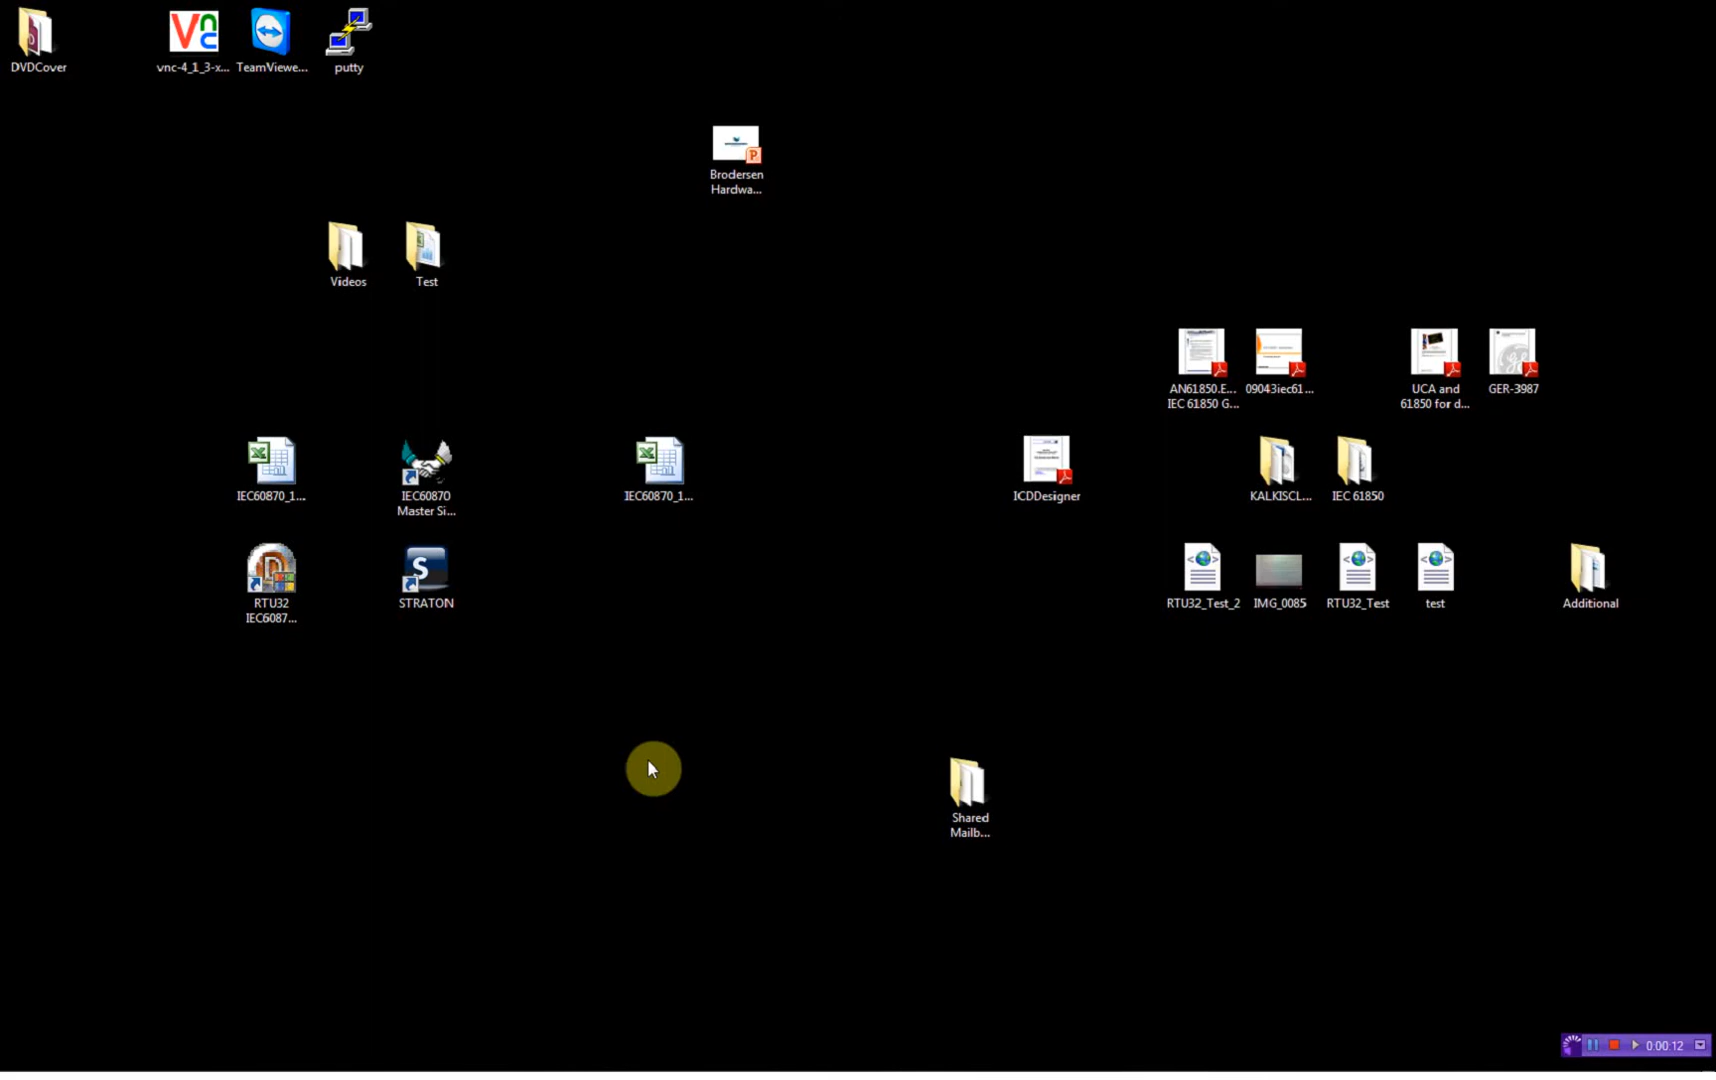 DVDCover
vnc-4_1_3-x...
TeamViewe...
putty
Brodersen
Hardwa...
Videos
Test
AN61850.E...
IEC 61850 G...
09043iec61...
UCA and
61850 for d...
GER-3987
IEC60870_1...
IEC60870
Master Si...
IEC60870_1...
ICDDesigner
KALKISCL...
IEC 61850
RTU32
IEC6087...
STRATON
RTU32_Test_2
IMG_0085
RTU32_Test
test
Additional
Shared
Mailb...
0:00:12